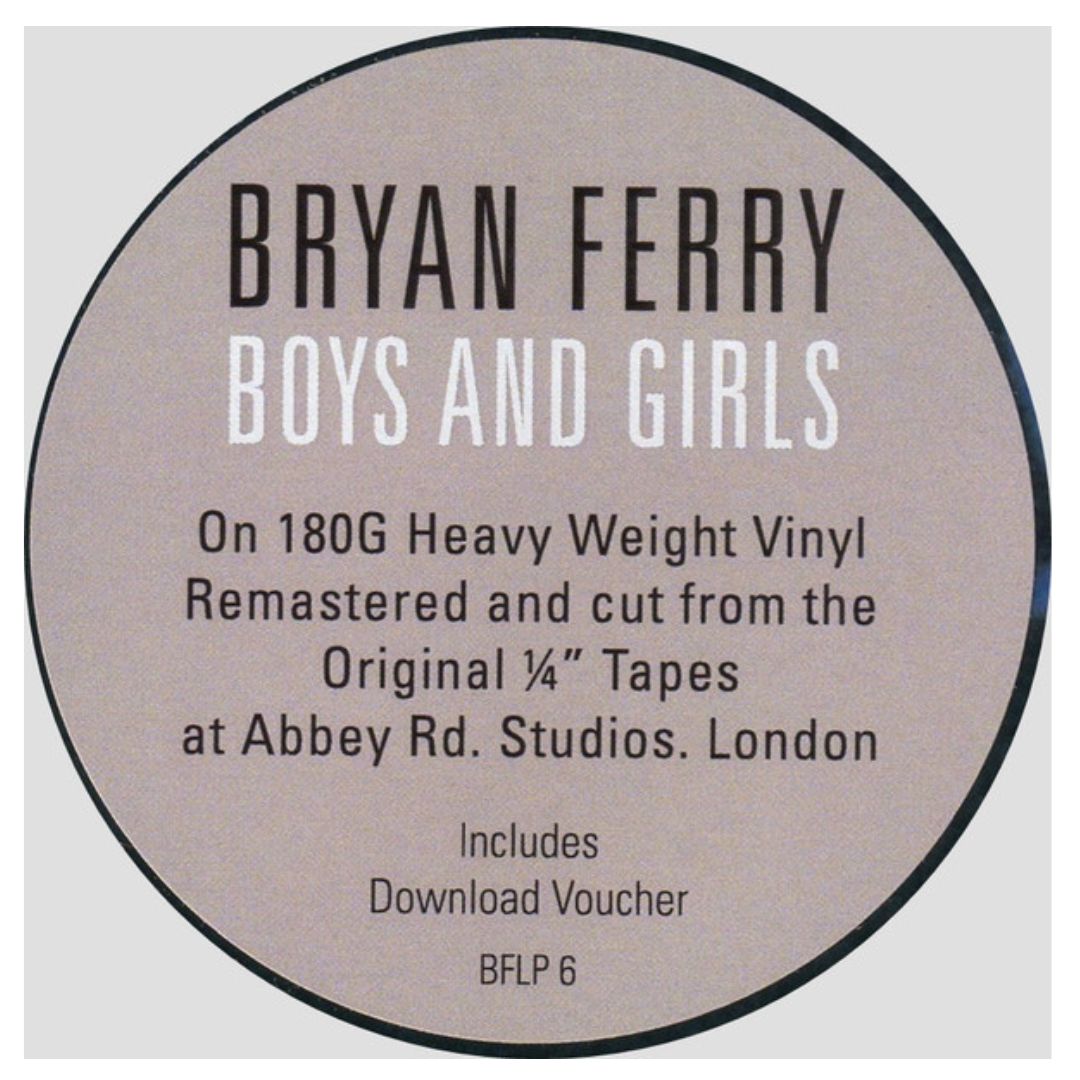 BRYAN FERRY
BOYS AND GIRLS
On 180G Heavy Weight Vinyl
Remastered and cut from the
Original ¼” Tapes
at Abbey Rd. Studios. London
Includes
Download Voucher
BFLP 6